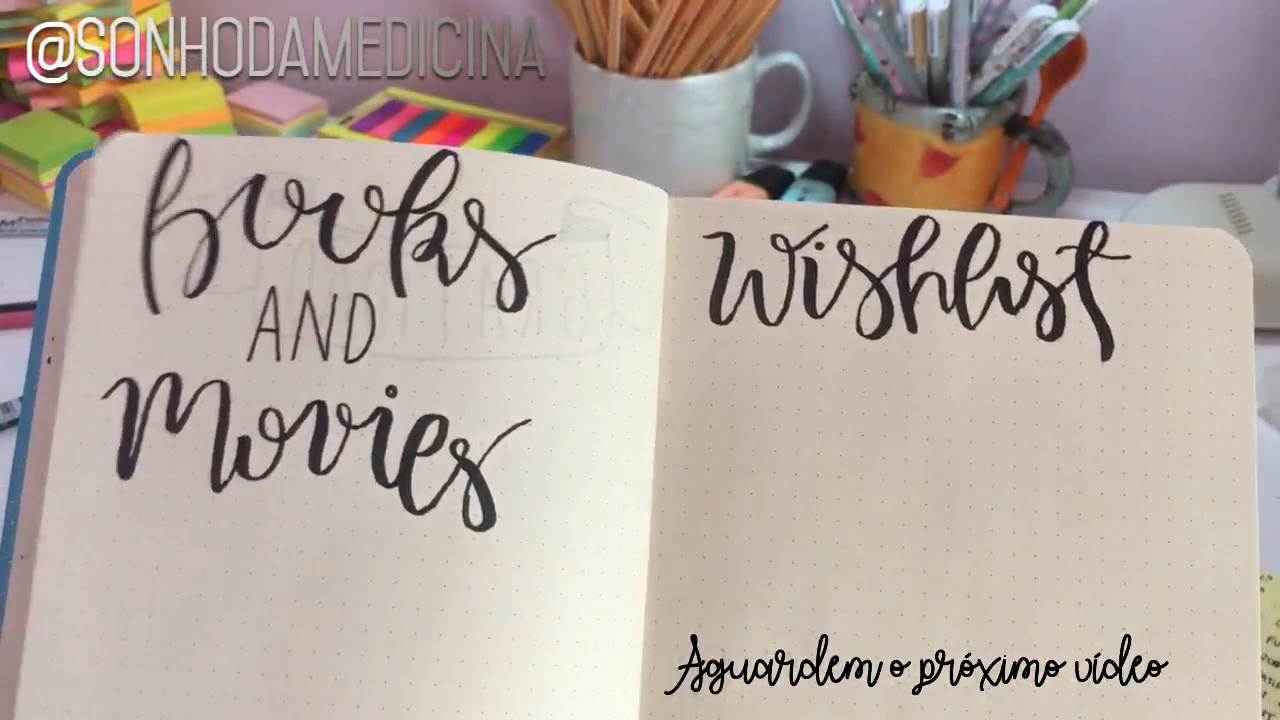 @SONHODAMEDICINA
Books
AND
Movies
Wishlist
Aguardem o próximo vídeo